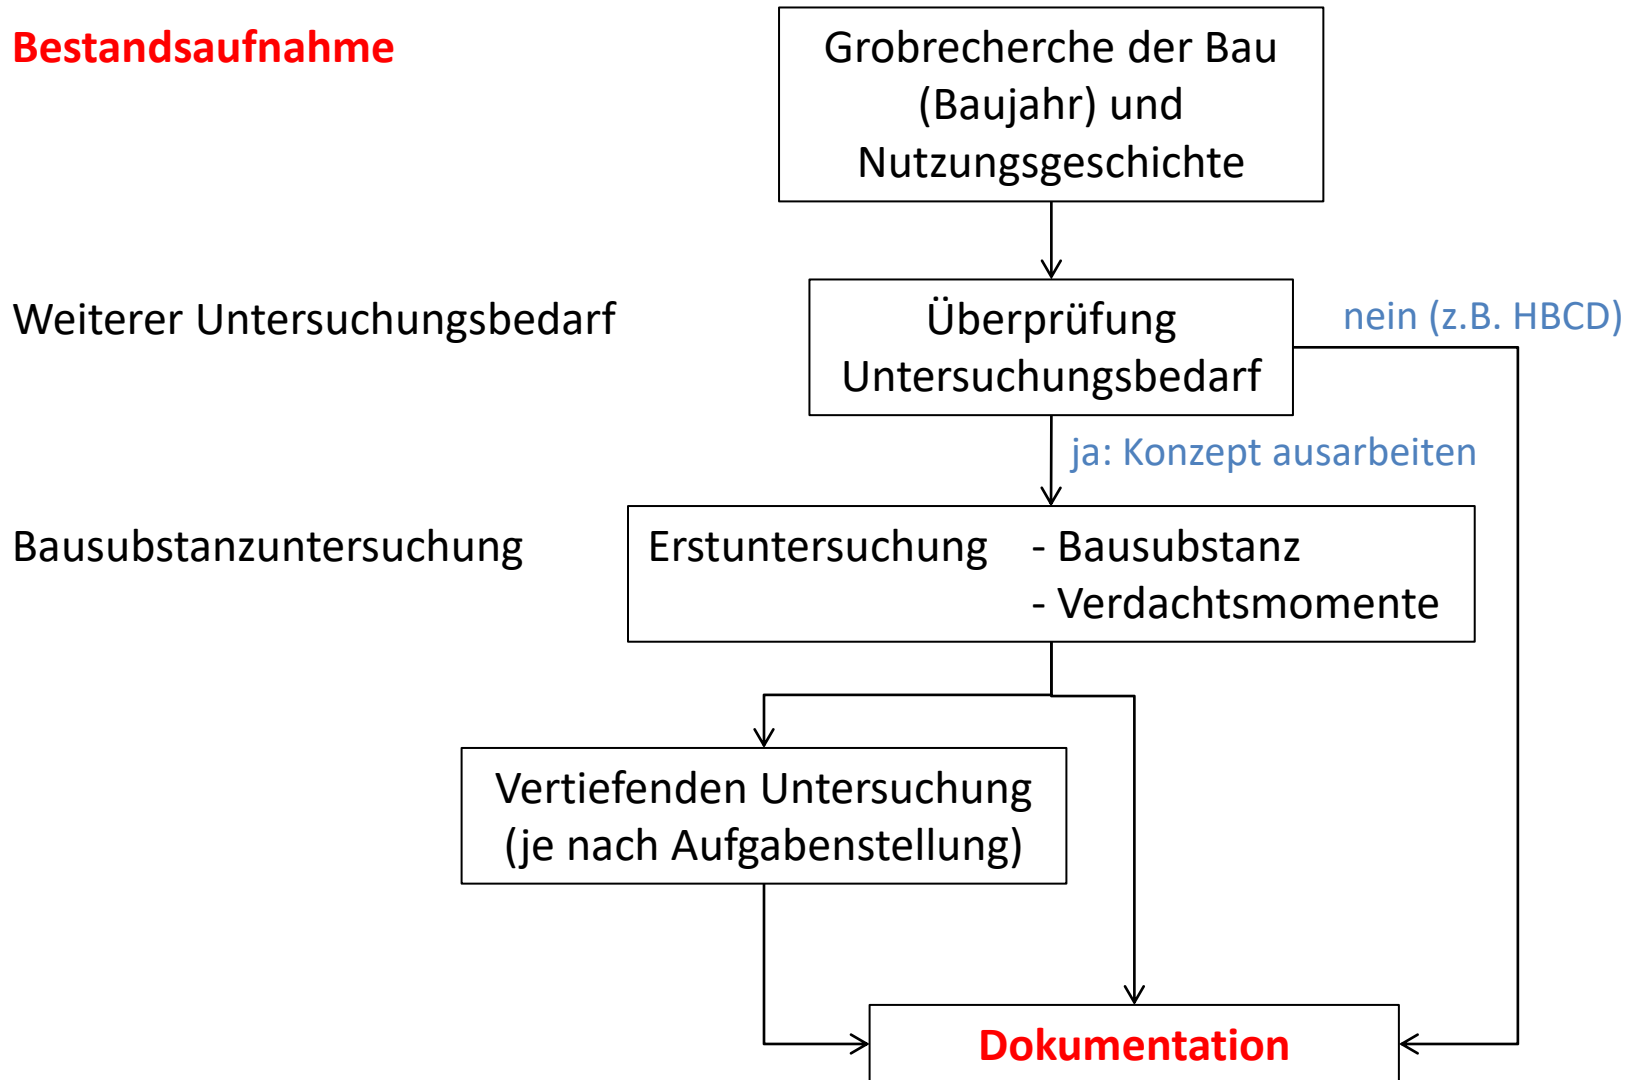 Bestandsaufnahme
Grobrecherche der Bau
(Baujahr) und
Nutzungsgeschichte
Weiterer Untersuchungsbedarf
Überprüfung
Untersuchungsbedarf
nein (z.B. HBCD)
ja: Konzept ausarbeiten
Bausubstanzuntersuchung
Erstuntersuchung - Bausubstanz
- Verdachtsmomente
Vertiefenden Untersuchung
(je nach Aufgabenstellung)
Dokumentation